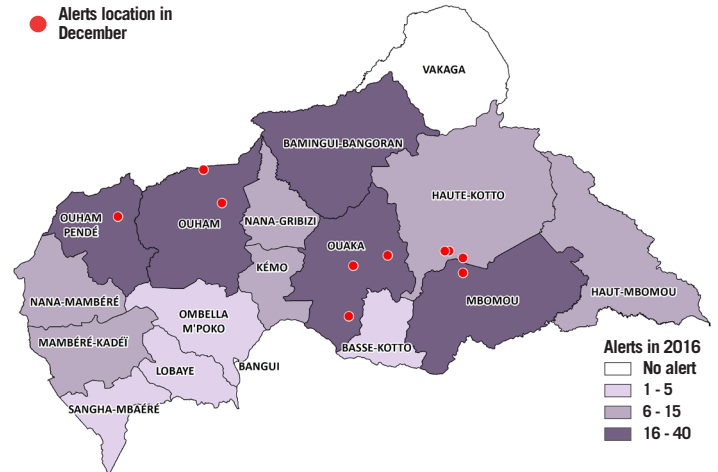 Alerts location in
December
VAKAGA
BAMINGUI-BANGORAN
HAUTE-KOTTO
OUHAM
PENDÉ
OUHAM
NANA-GRIBIZI
OUAKA
KÉMO
NANA-MAMBÉRÉ
MBOMOU
HAUT-MBOMOU
OMBELLA
M'POKO
MAMBÉRÉ-KADÉÏ
BASSE-KOTTO
BANGUI
LOBAYE
SANGHA-MBAÉRÉ
Alerts in 2016
No alert
1 - 5
6 - 15
16 - 40